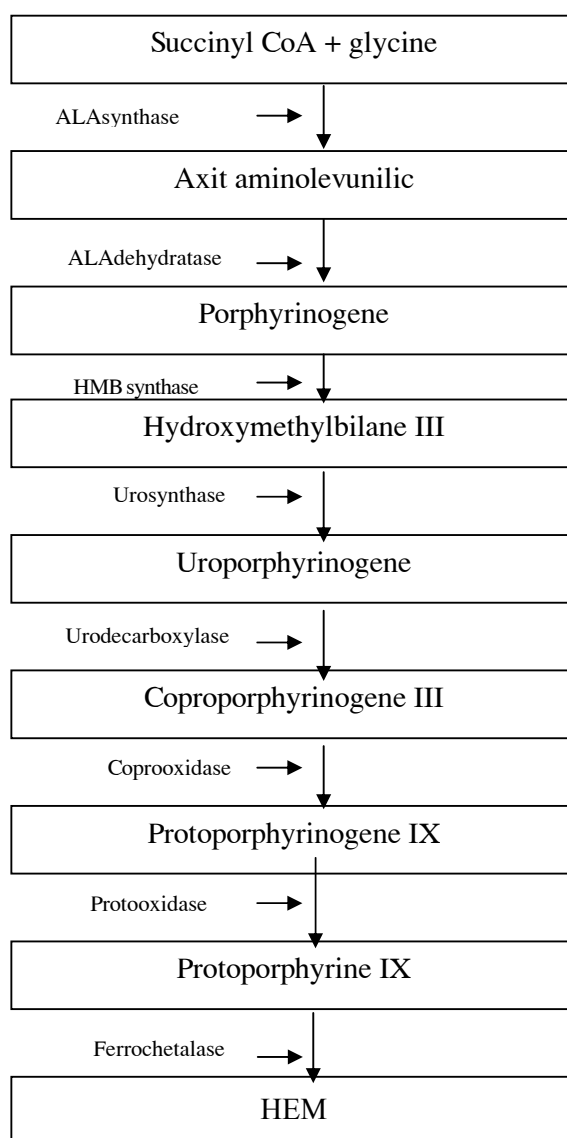 Succinyl CoA + glycine
ALAsynthase
Axit aminolevunilic
ALAdehydratase
Porphyrinogene
HMB synthase
Hydroxymethylbilane III
Urosynthase
Uroporphyrinogene
Urodecarboxylase
Coproporphyrinogene III
Coprooxidase
Protoporphyrinogene IX
Protooxidase
Protoporphyrine IX
Ferrochetalase
HEM